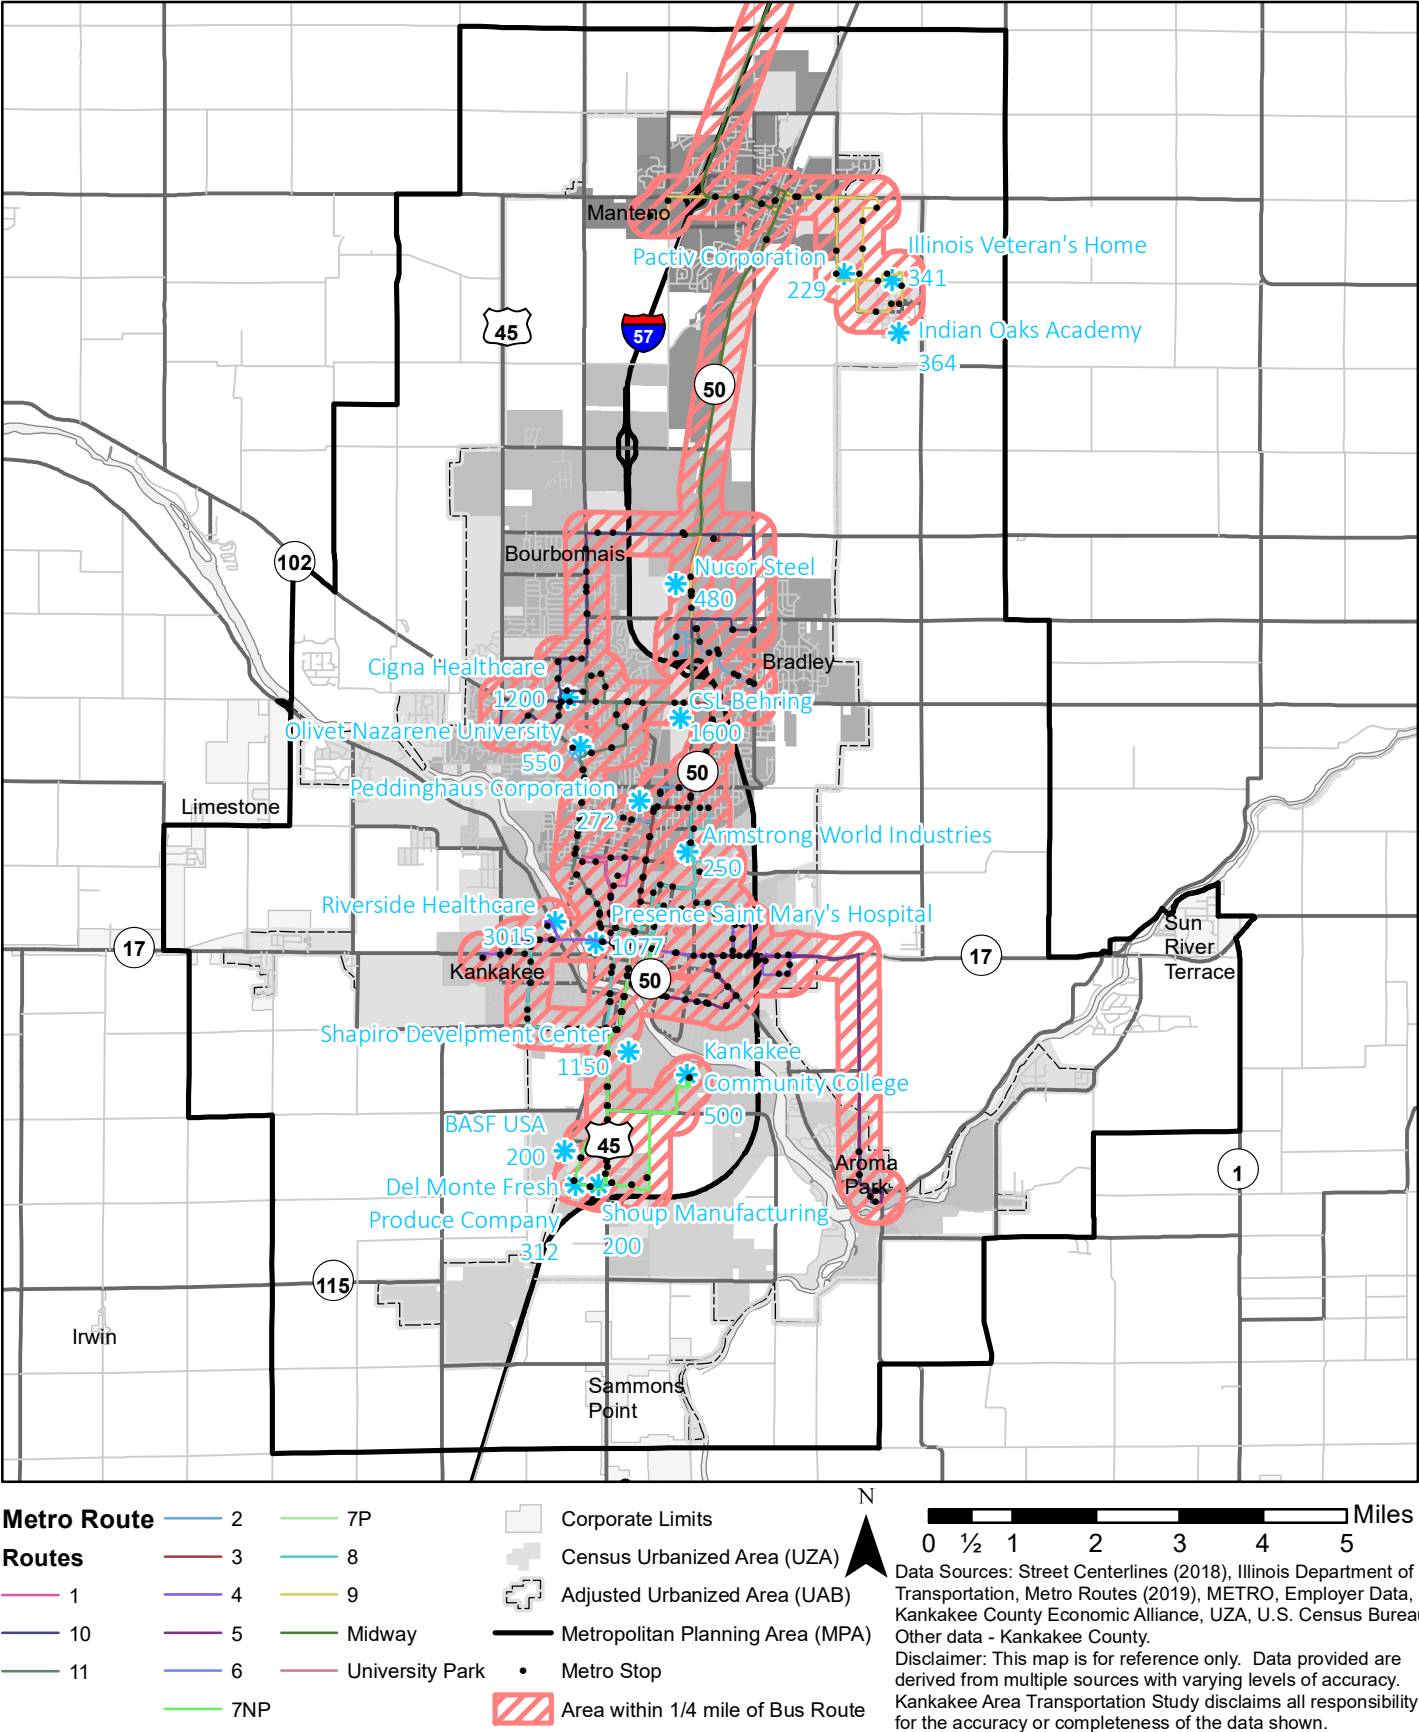 Manteno
Illinois Veteran's Home
341
Pactiv Corporation
229
Indian Oaks Academy
364
45
57
50
Bourbonnais
102
Nucor Steel
480
Bradley
Cigna Healthcare
1200
CSL Behring
1600
Olivet Nazarene University
550
50
Peddinghaus Corporation
272
Limestone
Armstrong World Industries
250
Riverside Healthcare
3015
Presence Saint Mary's Hospital
1077
17
17
Sun
River
Terrace
Kankakee
50
Shapiro Develpment Center
1150
Kankakee
Community College
500
BASF USA
200
45
Aroma
Park
1
Del Monte Fresh
Produce Company
312
Shoup Manufacturing
200
115
Irwin
Sammons
Point
Metro Route
Routes
1
10
11
2
3
4
5
6
7NP
7P
8
9
Midway
University Park
Corporate Limits
Census Urbanized Area (UZA)
Adjusted Urbanized Area (UAB)
Metropolitan Planning Area (MPA)
Metro Stop
Area within 1/4 mile of Bus Route
N
Miles
0 ½ 1 2 3 4 5
Data Sources: Street Centerlines (2018), Illinois Department of
Transportation, Metro Routes (2019), METRO, Employer Data,
Kankakee County Economic Alliance, UZA, U.S. Census Bureau
Other data - Kankakee County.
Disclaimer: This map is for reference only. Data provided are
derived from multiple sources with varying levels of accuracy.
Kankakee Area Transportation Study disclaims all responsibility
for the accuracy or completeness of the data shown.